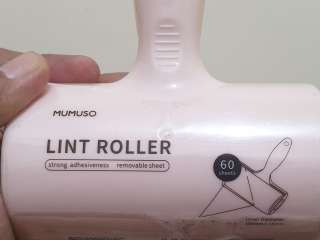 MUMUSO
LINT ROLLER
strong adhesiveness removable sheet
60
sheets